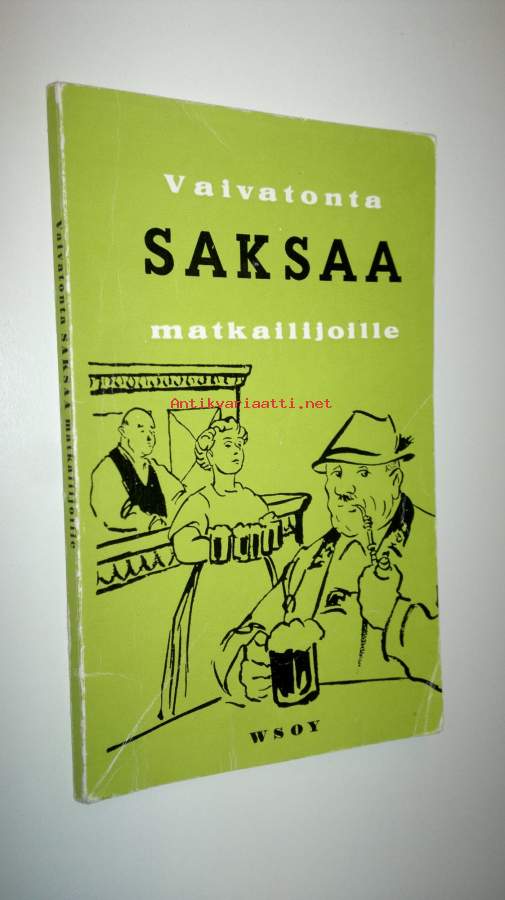 Vaivatonta
SAKSAA
matkailijoille
Antikvariaatti.net
WSOY
Vaivatonta SAKSAA matkailijoille